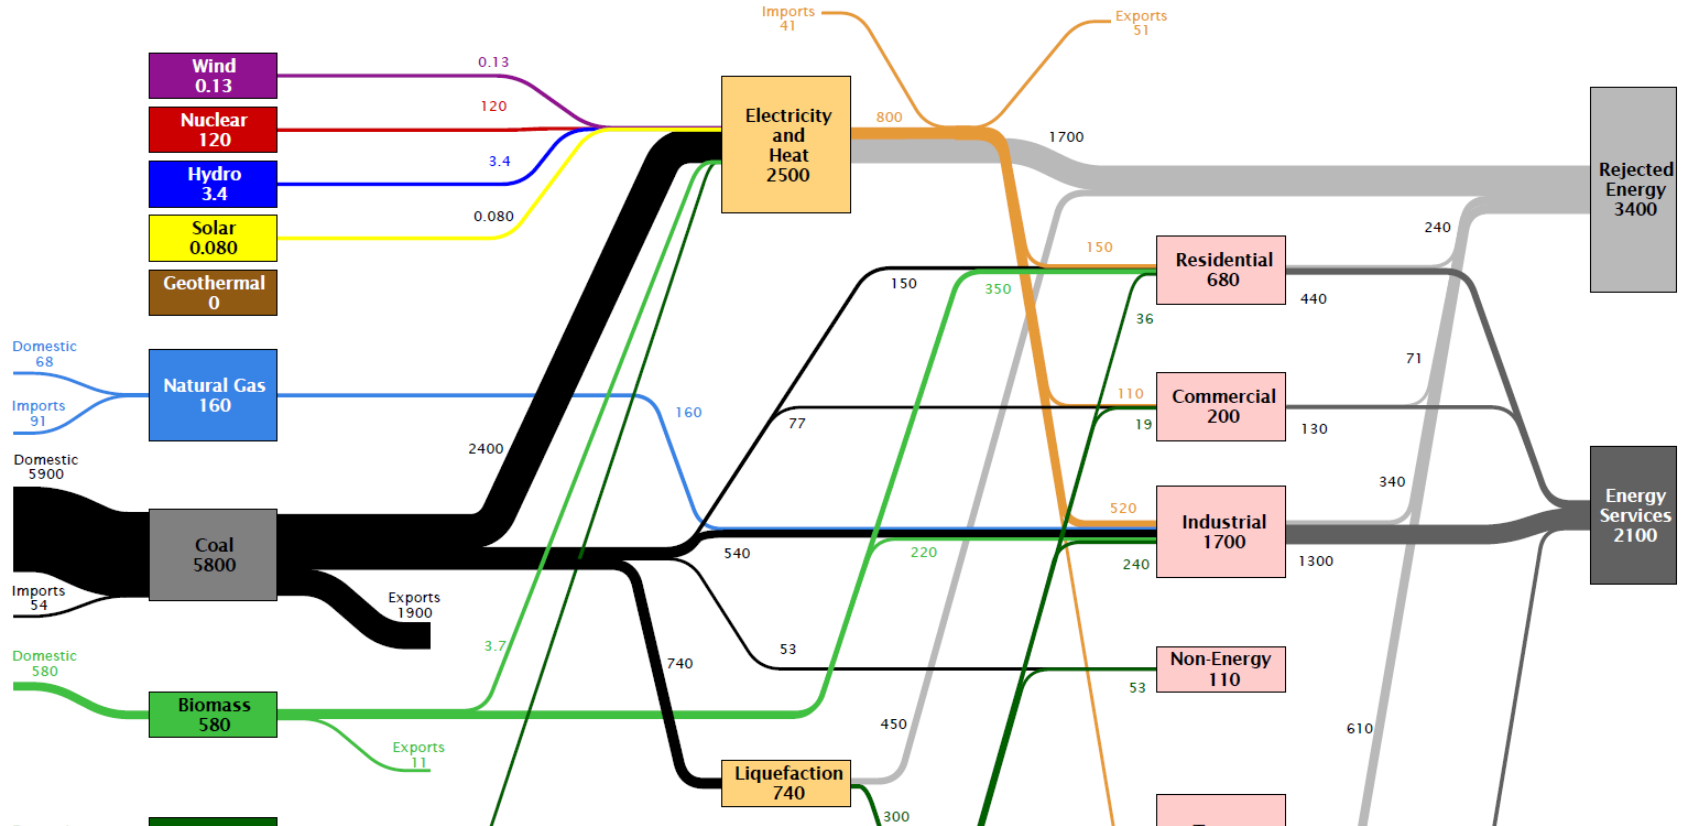 Imports
41
Exports
51
Wind
0.13
0.13
Nuclear
120
120
Hydro
3.4
3.4
Solar
0.080
0.080
Geothermal
0
Electricity
and
Heat
2500
800
1700
Rejected
Energy
3400
240
150
Residential
680
440
150
350
36
Domestic
68
Imports
91
Natural Gas
160
160
71
110
Commercial
200
130
77
19
Domestic
5900
2400
Coal
5800
Imports
54
Exports
1900
340
520
Industrial
1700
1300
540
220
240
Energy
Services
2100
Domestic
580
Biomass
580
3.7
Exports
11
740
53
Non-Energy
110
53
450
610
Liquefaction
740
300